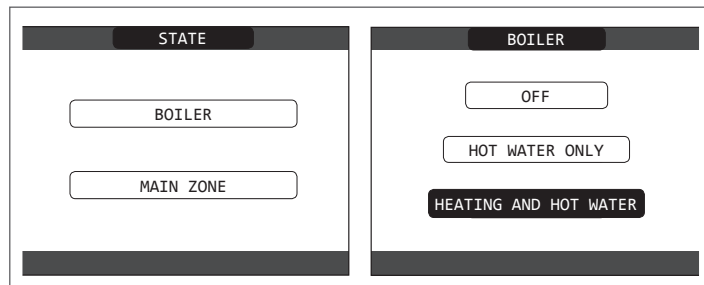 STATE
BOILER
MAIN ZONE
BOILER
OFF
HOT WATER ONLY
HEATING AND HOT WATER